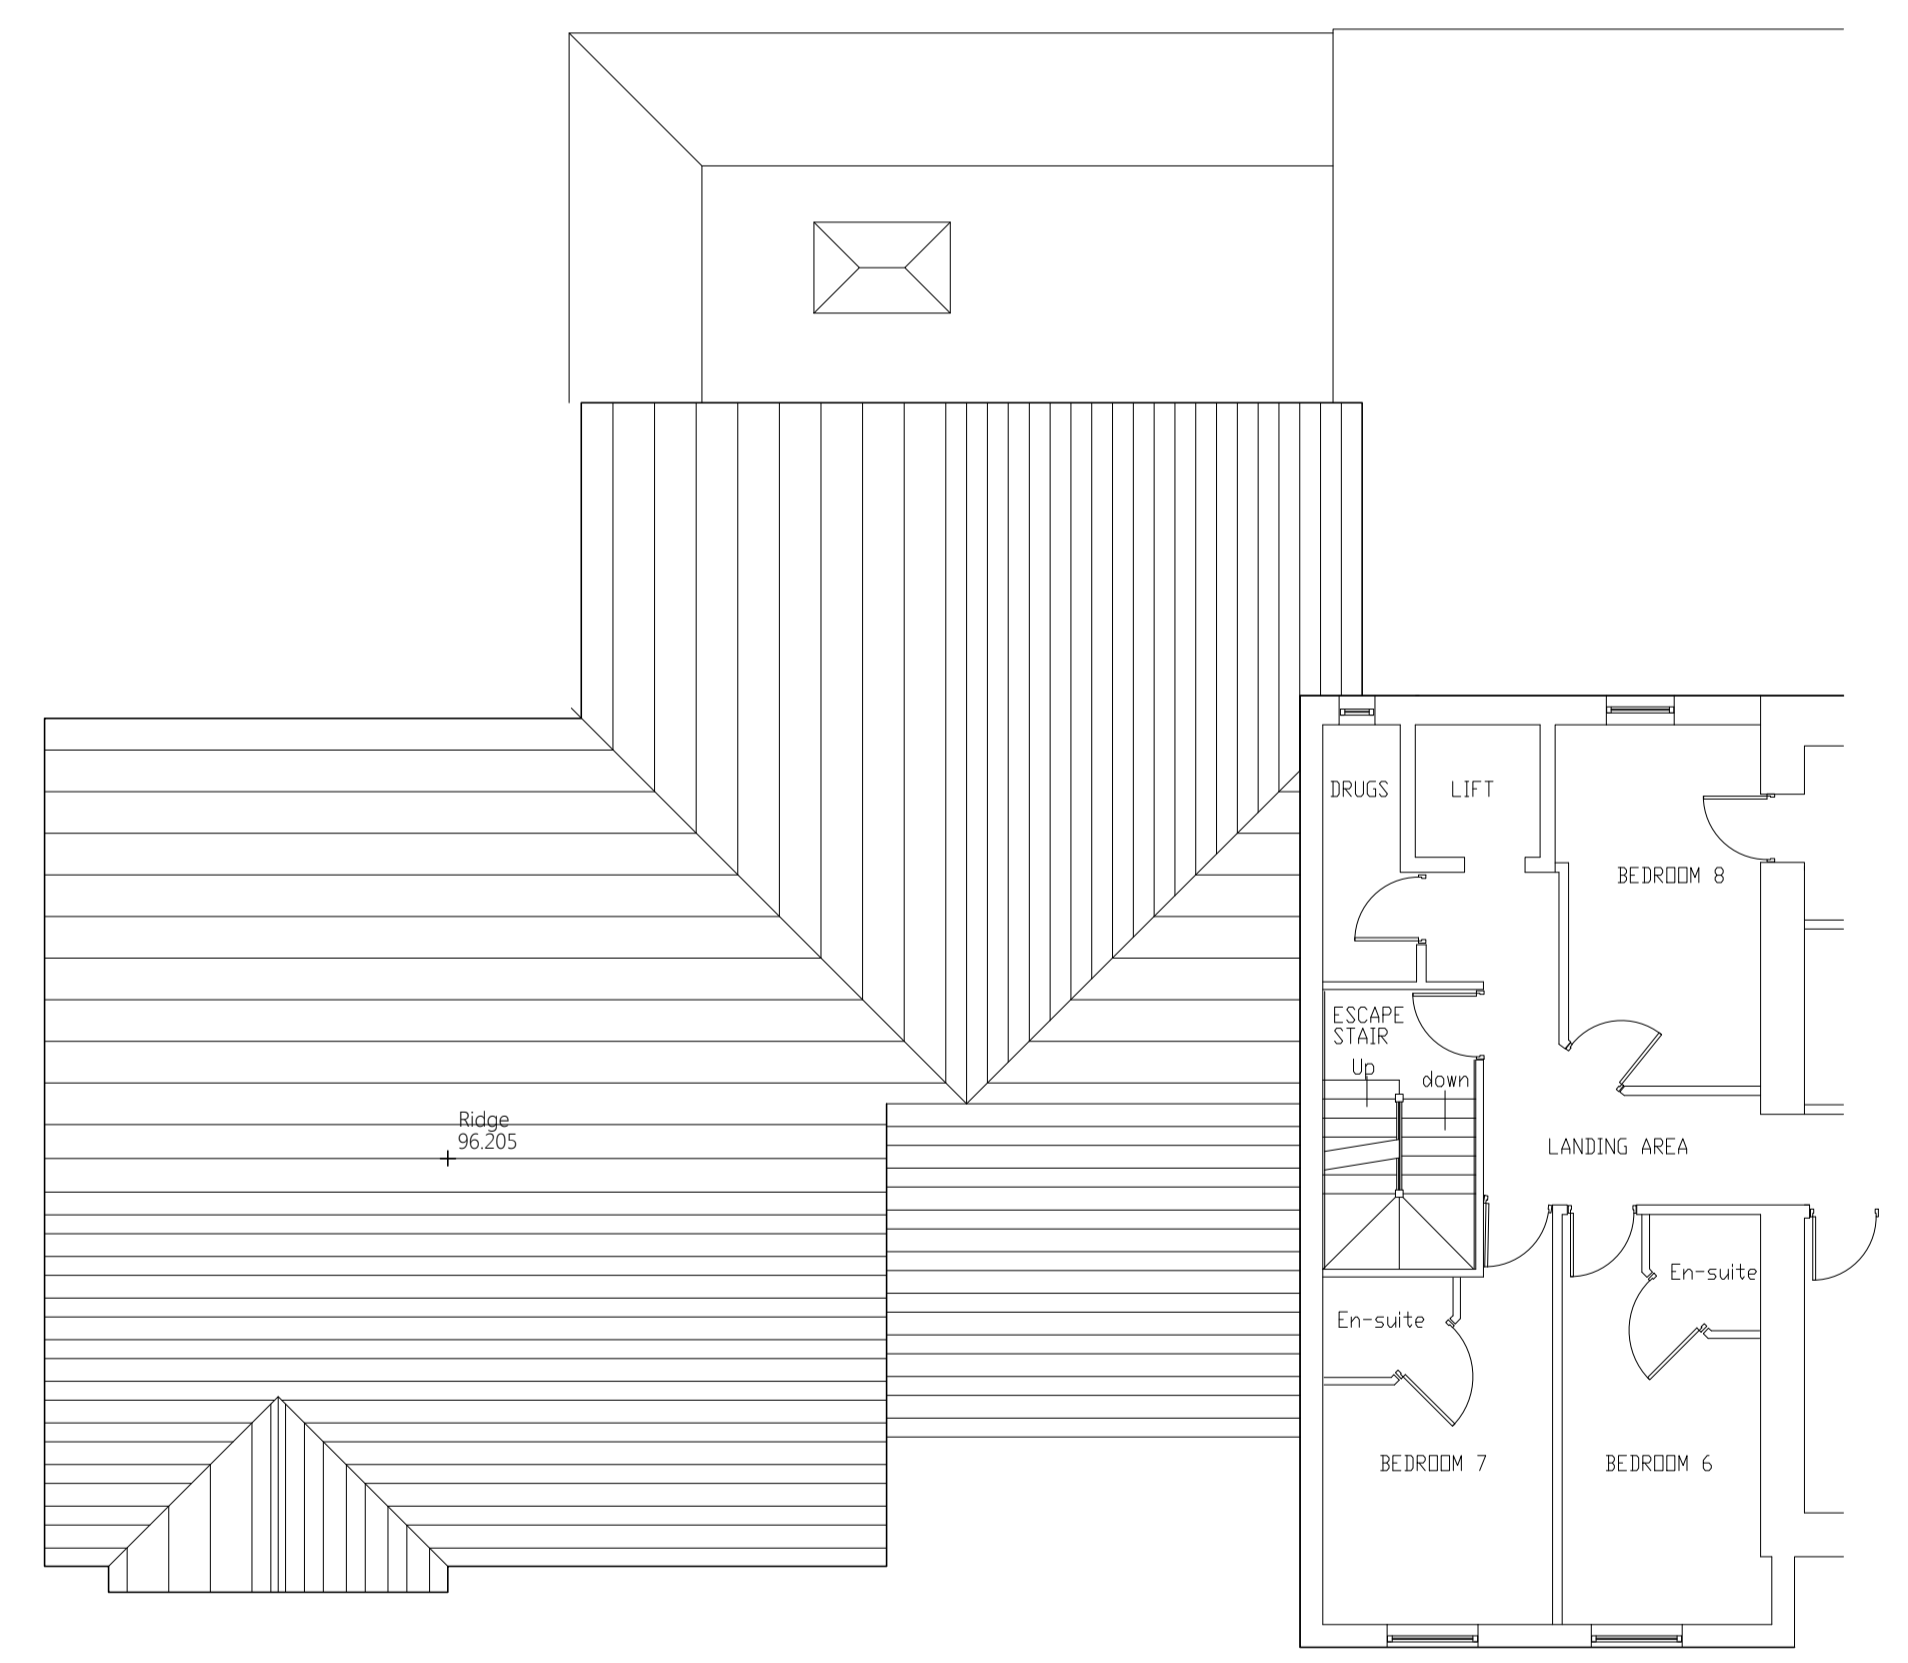 DRUGS
LIFT
BEDROOM 8
ESCAPE
STAIR
Up
down
Ridge
96.205
LANDING AREA
En-suite
En-suite
BEDROOM 7
BEDROOM 6